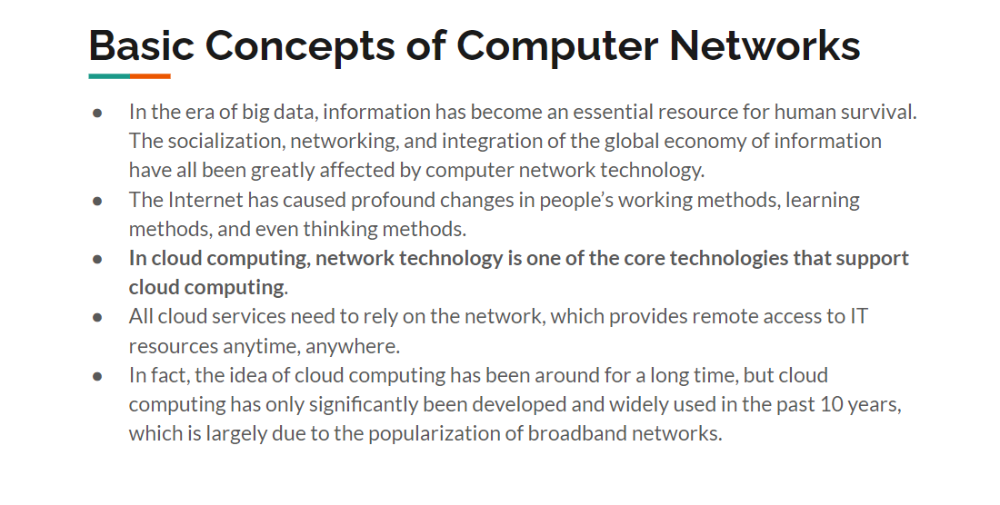 Basic Concepts of Computer Networks
● In the era of big data, information has become an essential resource for human survival.
The socialization, networking, and integration of the global economy of information
have all been greatly affected by computer network technology.
● The Internet has caused profound changes in people’s working methods, learning
methods, and even thinking methods.
● In cloud computing, network technology is one of the core technologies that support
cloud computing.
● All cloud services need to rely on the network, which provides remote access to IT
resources anytime, anywhere.
● In fact, the idea of cloud computing has been around for a long time, but cloud
computing has only significantly been developed and widely used in the past 10 years,
which is largely due to the popularization of broadband networks.